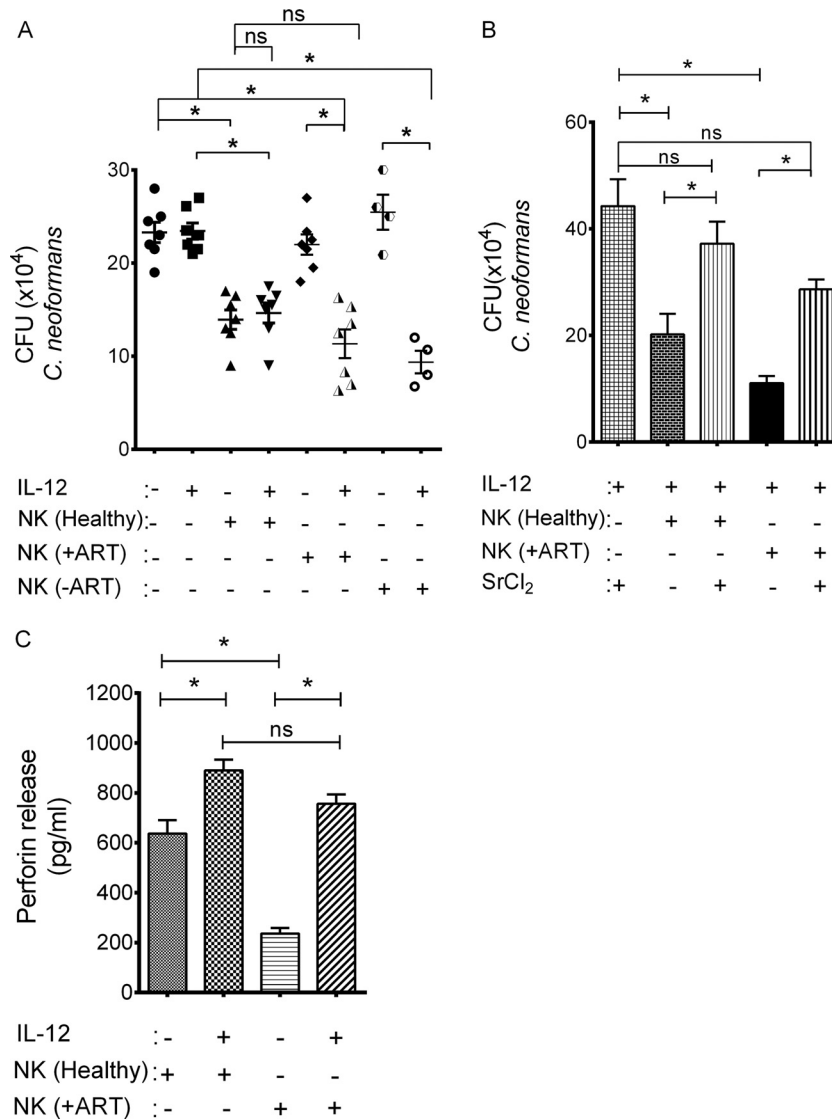 A
ns
ns
*
*
*
*
*
*
30
20
10
0
CFU (x10⁴)
C. neoformans
IL-12 :- + - + - + - +
NK (Healthy):- - + + - - - -
NK (+ART) :- - - - + + - -
NK (-ART) :- - - - - - + +
B
*
*
ns
ns
*
*
60
40
20
0
CFU(x10⁴)
C. neoformans
IL-12 :+ + + + +
NK (Healthy): - + + - -
NK (+ART) : - - - + +
SrCl₂ :+ - + - +
C
*
*
*
ns
1200
1000
800
600
400
200
0
Perforin release
(pg/ml)
IL-12 :- + - +
NK (Healthy) :+ + - -
NK (+ART) :- - + +